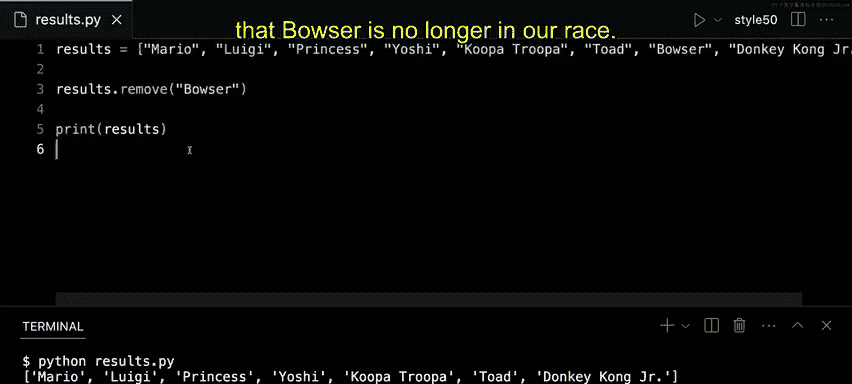 that Bowser is no longer in our race.
results.py
style50
1 results = ["Mario", "Luigi", "Princess", "Yoshi", "Koopa Troopa", "Toad", "Bowser", "Donkey Kong Jr.
2
3 results.remove("Bowser")
4
5 print(results)
6
TERMINAL
$ python results.py
['Mario', 'Luigi', 'Princess', 'Yoshi', 'Koopa Troopa', 'Toad', 'Donkey Kong Jr.']